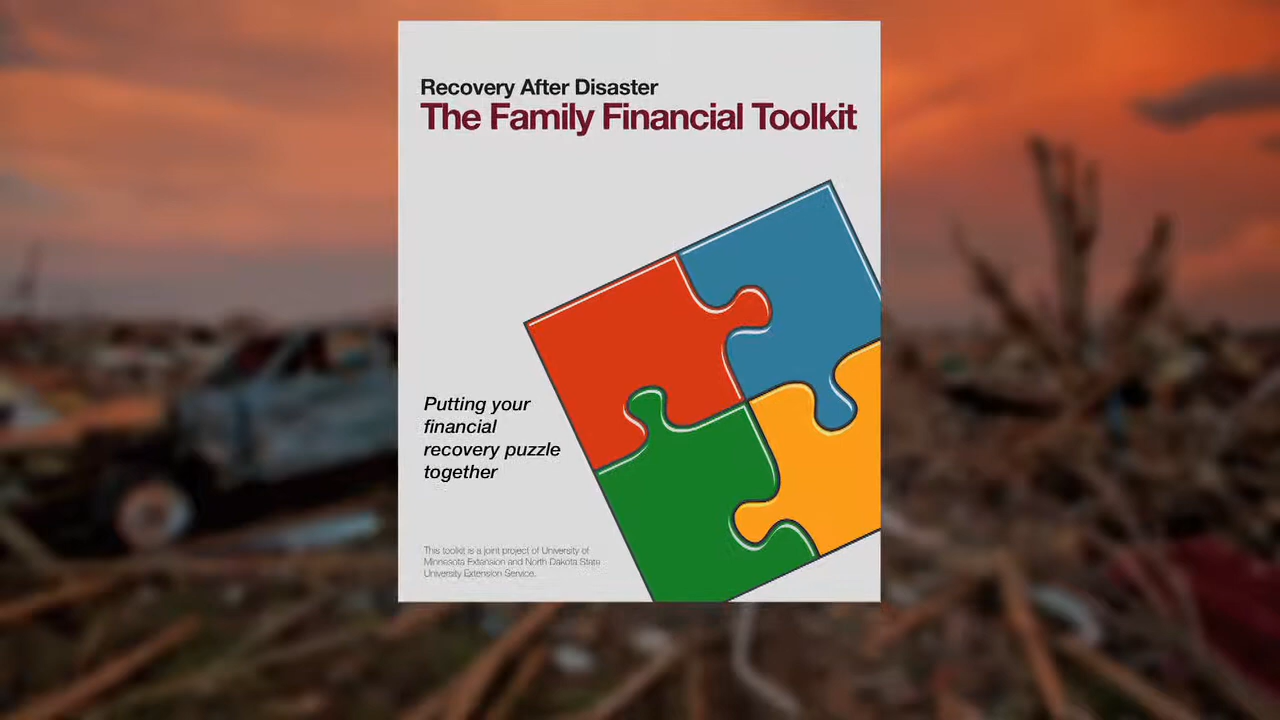 Recovery After Disaster
The Family Financial Toolkit
Putting your
financial
recovery puzzle
together
This toolkit is a joint project of University of
Minnesota Extension and North Dakota State
University Extension Service.